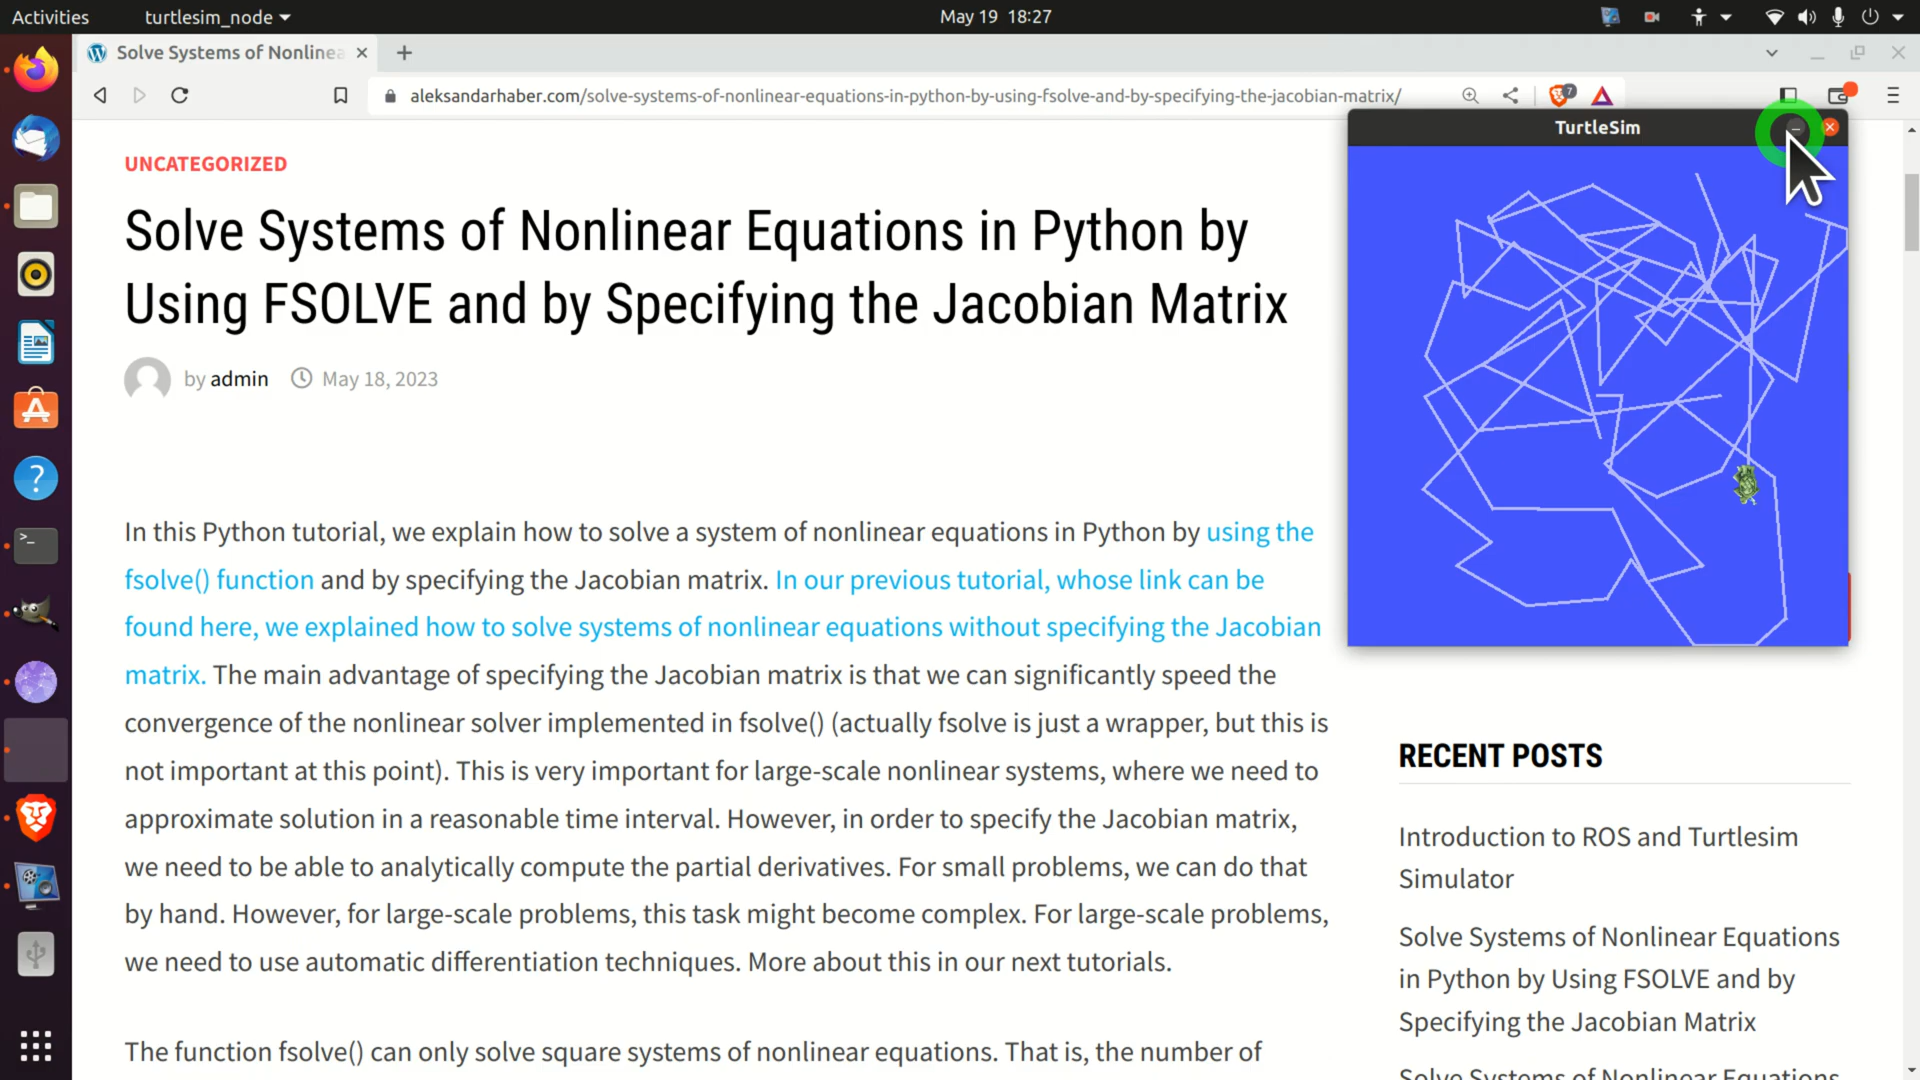 Activities
turtlesim_node
May 19 18:27
Solve Systems of Nonlinea
aleksandarhaber.com/solve-systems-of-nonlinear-equations-in-python-by-using-fsolve-and-by-specifying-the-jacobian-matrix/
7
TurtleSim
UNCATEGORIZED
Solve Systems of Nonlinear Equations in Python by
Using FSOLVE and by Specifying the Jacobian Matrix
by admin May 18, 2023
In this Python tutorial, we explain how to solve a system of nonlinear equations in Python by using the
fsolve() function and by specifying the Jacobian matrix. In our previous tutorial, whose link can be
found here, we explained how to solve systems of nonlinear equations without specifying the Jacobian
matrix. The main advantage of specifying the Jacobian matrix is that we can significantly speed the
convergence of the nonlinear solver implemented in fsolve() (actually fsolve is just a wrapper, but this is
not important at this point). This is very important for large-scale nonlinear systems, where we need to
approximate solution in a reasonable time interval. However, in order to specify the Jacobian matrix,
we need to be able to analytically compute the partial derivatives. For small problems, we can do that
by hand. However, for large-scale problems, this task might become complex. For large-scale problems,
we need to use automatic differentiation techniques. More about this in our next tutorials.
The function fsolve() can only solve square systems of nonlinear equations. That is, the number of
RECENT POSTS
Introduction to ROS and Turtlesim
Simulator
Solve Systems of Nonlinear Equations
in Python by Using FSOLVE and by
Specifying the Jacobian Matrix
Solve Systems of Nonlinear Equations